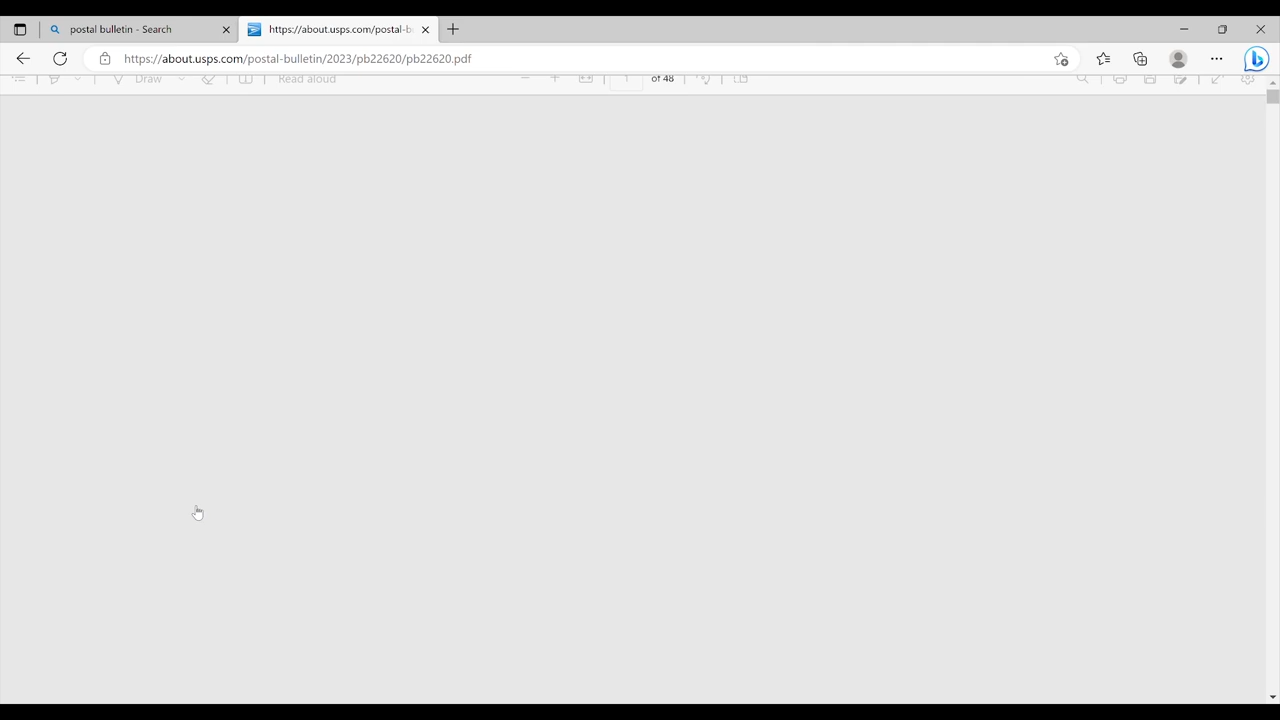 postal bulletin - Search
https://about.usps.com/postal-b
https://about.usps.com/postal-bulletin/2023/pb22620/pb22620.pdf
Draw
Read aloud
1
of 48